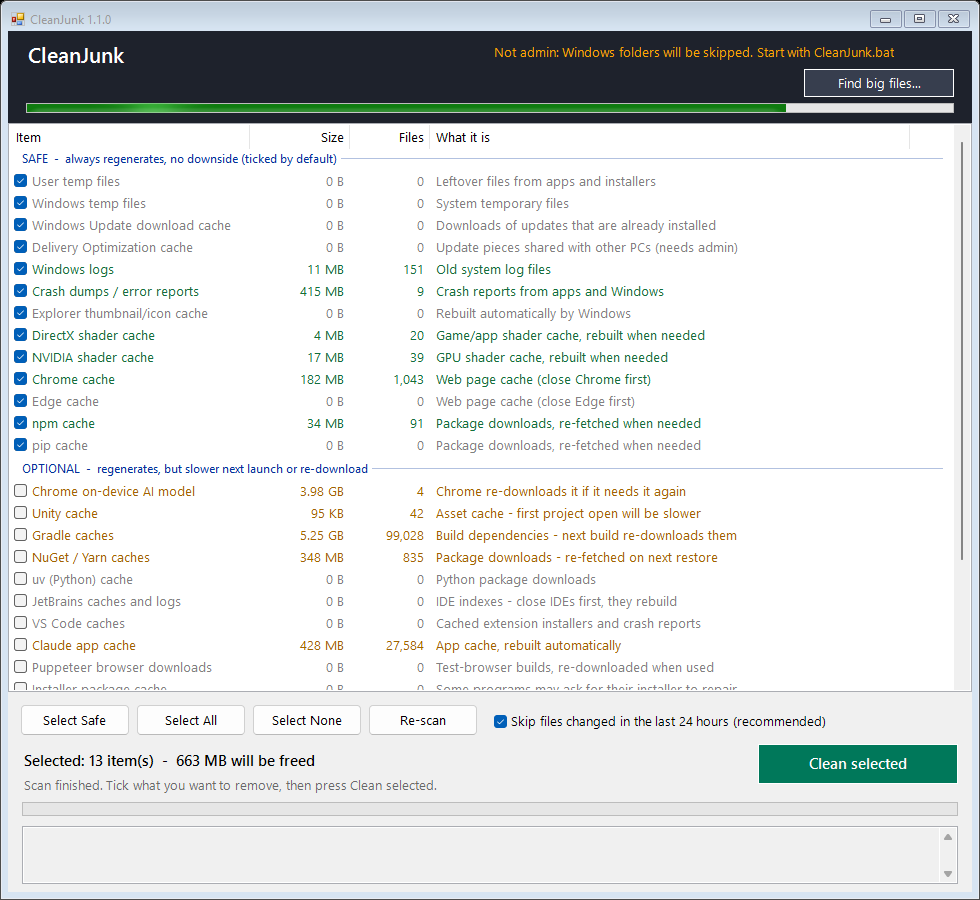 CleanJunk 1.1.0
CleanJunk
Not admin: Windows folders will be skipped. Start with CleanJunk.bat
Find big files...
Item Size Files What it is
SAFE - always regenerates, no downside (ticked by default)
User temp files 0 B 0 Leftover files from apps and installers
Windows temp files 0 B 0 System temporary files
Windows Update download cache 0 B 0 Downloads of updates that are already installed
Delivery Optimization cache 0 B 0 Update pieces shared with other PCs (needs admin)
Windows logs 11 MB 151 Old system log files
Crash dumps / error reports 415 MB 9 Crash reports from apps and Windows
Explorer thumbnail/icon cache 0 B 0 Rebuilt automatically by Windows
DirectX shader cache 4 MB 20 Game/app shader cache, rebuilt when needed
NVIDIA shader cache 17 MB 39 GPU shader cache, rebuilt when needed
Chrome cache 182 MB 1,043 Web page cache (close Chrome first)
Edge cache 0 B 0 Web page cache (close Edge first)
npm cache 34 MB 91 Package downloads, re-fetched when needed
pip cache 0 B 0 Package downloads, re-fetched when needed
OPTIONAL - regenerates, but slower next launch or re-download
Chrome on-device AI model 3.98 GB 4 Chrome re-downloads it if it needs it again
Unity cache 95 KB 42 Asset cache - first project open will be slower
Gradle caches 5.25 GB 99,028 Build dependencies - next build re-downloads them
NuGet / Yarn caches 348 MB 835 Package downloads - re-fetched on next restore
uv (Python) cache 0 B 0 Python package downloads
JetBrains caches and logs 0 B 0 IDE indexes - close IDEs first, they rebuild
VS Code caches 0 B 0 Cached extension installers and crash reports
Claude app cache 428 MB 27,584 App cache, rebuilt automatically
Puppeteer browser downloads 0 B 0 Test-browser builds, re-downloaded when used
Installer package cache 0 B 0 Some programs may ask for their installer to repair
Select Safe
Select All
Select None
Re-scan
Skip files changed in the last 24 hours (recommended)
Selected: 13 item(s) - 663 MB will be freed
Clean selected
Scan finished. Tick what you want to remove, then press Clean selected.